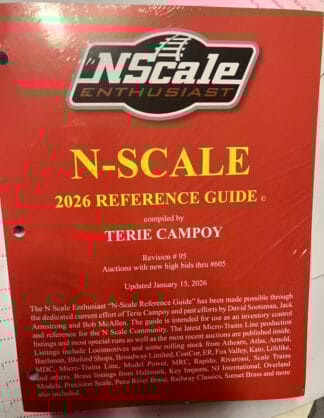 NScale
ENTHUSIAST
N-SCALE
2026 REFERENCE GUIDE ©
compiled by
TERIE CAMPOY
Revision # 95
Auctions with new high bids thru #605
Updated January 15, 2026
The N Scale Enthusiast "N-Scale Reference Guide" has been made possible through
the dedicated current effort of Terie Campoy and past efforts by David Sontson, Jack
Armstrong and Bob McAllen. The guide is intended for use as an inventory control
and reference for the N Scale Community. The latest Micro-Trains Line production
listings and most special runs as well as the most recent auctions are published inside.
Listings include Locomotives and some rolling stock from Athearn, Atlas, Arnold,
Bachman, Bluford Shops, Broadway Limited, ConCor, ER, Fox Valley, Kato, Lifelike,
MDC, Micro-Trains Line, Model Power, MRC, Rapido, Rivarossi, Scale Trains
and others. Brass listings from Hallmark, Key Imports, NJ International, Overland
Models, Precision Scale, Peco River Brass, Railway Classics, Sunset Brass and more
also included.